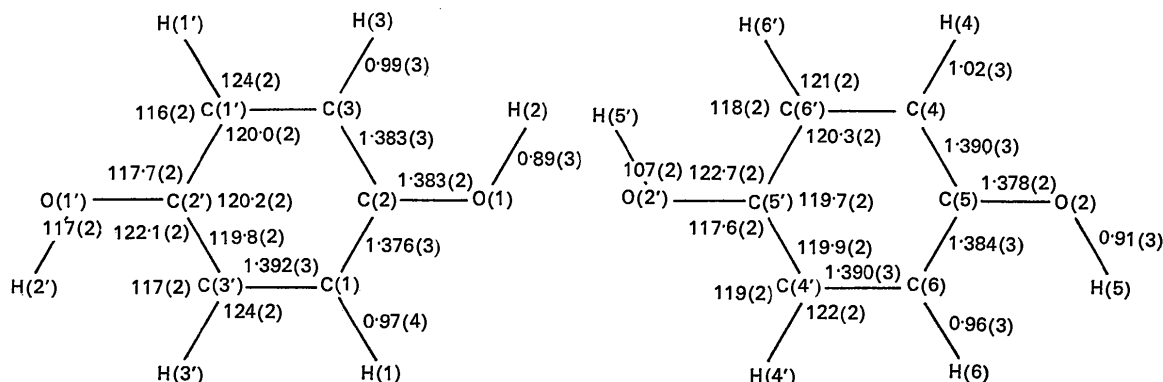 H(1') H(3) H(6') H(4)
124(2) 0·99(3) 121(2) 1·02(3)
116(2) C(1') C(3) H(2) H(5') 118(2) C(6') C(4)
120·0(2) 1·383(3) 0·89(3) 120·3(2) 1·390(3)
117·7(2) 1·383(2) 107(2) 122·7(2) 1·378(2)
O(1') C(2') 120·2(2) C(2) O(1) O(2') C(5') 119·7(2) C(5) O(2)
117(2) 122·1(2) 119·8(2) 1·376(3) 117·6(2) 119·9(2) 1·384(3) 0·91(3)
1·392(3) 1·390(3)
H(2') 117(2) C(3') C(1) 119(2) C(4') C(6) H(5)
124(2) 0·97(4) 122(2) 0·96(3)
H(3') H(1) H(4') H(6)